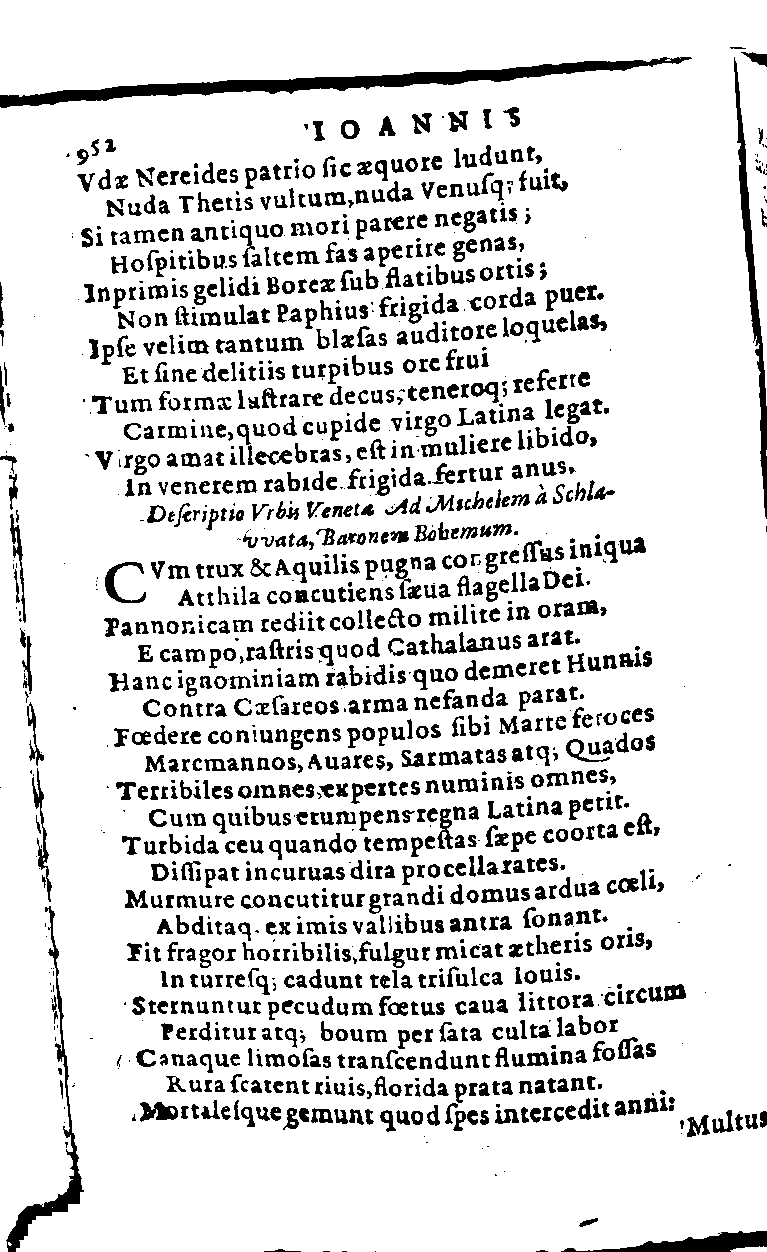 952 IOANNIS
Vdæ Nereides patrio ſic æquore ludunt,
Nuda Thetis vultum, nuda Venuſq; fuit,
Si tamen antiquo mori parere negatis;
Hoſpitibus ſaltem fas aperire genas,
Inprimis gelidi Boreæ ſub flatibus ortis;
Non ſtimulat Paphius frigida corda puer.
Ipſe velim tantum blæſas auditore loquelas,
Et ſine delitiis turpibus ore frui
Tum formæ luſtrare decus, teneroq; referre
Carmine, quod cupide virgo Latina legat.
Virgo amat illecebras, eſt in muliere libido,
In venerem rabide frigida fertur anus.
Deſcriptio Vrbis Venetæ Ad Michelem à Schla-
vvata, Baronem Bohemum.
CVm trux & Aquilis pugna congreſſus iniqua
Atthila concutiens ſæua flagella Dei.
Pannonicam rediit collecto milite in oram,
E campo, raſtris quod Cathalanus arat.
Hanc ignominiam rabidis quo demeret Hunnis
Contra Cæſareos arma nefanda parat.
Fœdere coniungens populos ſibi Marte feroces
Marcmannos, Auares, Sarmatas atq; Quados
Terribiles omnes, expertes numinis omnes,
Cum quibus erumpens regna Latina petit.
Turbida ceu quando tempeſtas ſæpe coorta eſt,
Diſſipat incuruas dira procella rates.
Murmure concutitur grandi domus ardua cœli,
Abditaq. ex imis vallibus antra ſonant.
Fit fragor horribilis, fulgur micat ætheris oris,
In turreſq; cadunt tela triſulca Iouis.
Sternuntur pecudum fœtus caua littora circum
Perditur atq; boum per ſata culta labor
Canaque limoſas tranſcendunt flumina foſſas
Rura ſcatent riuis, florida prata natant.
Mortaleſque gemunt quod ſpes intercedit anni:
Multus